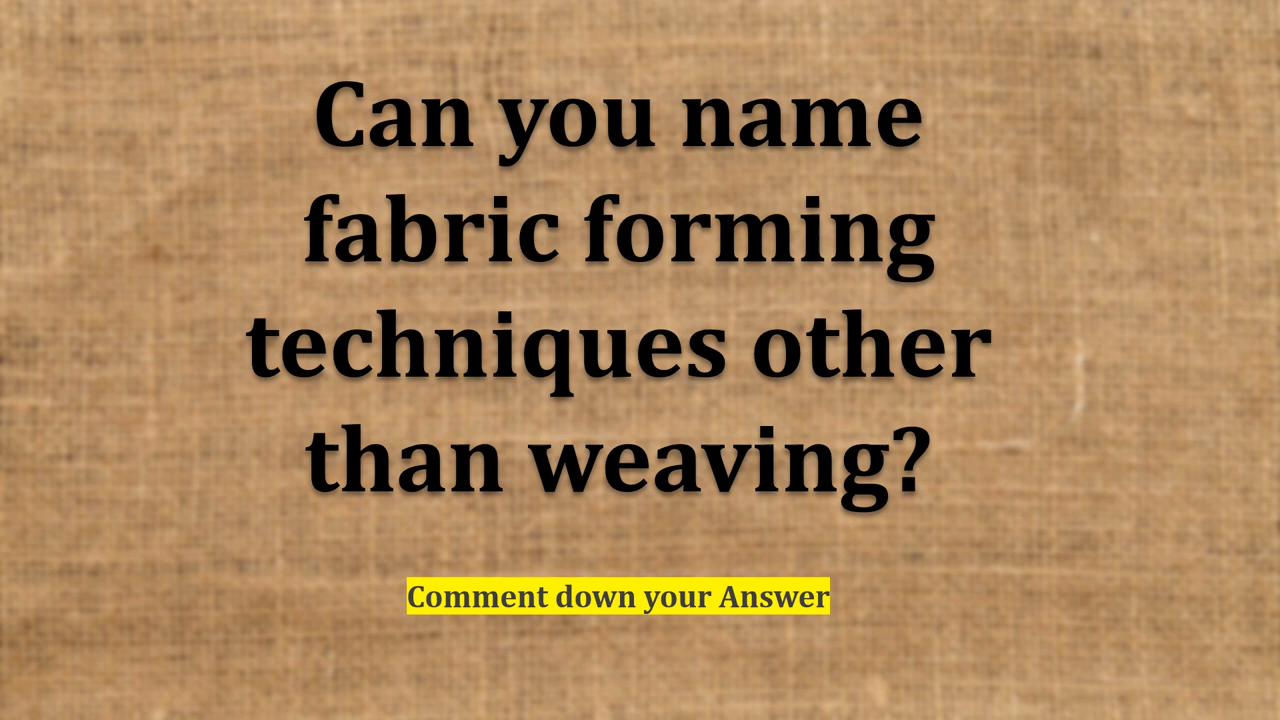 Can you name
fabric forming
techniques other
than weaving?
Comment down your Answer